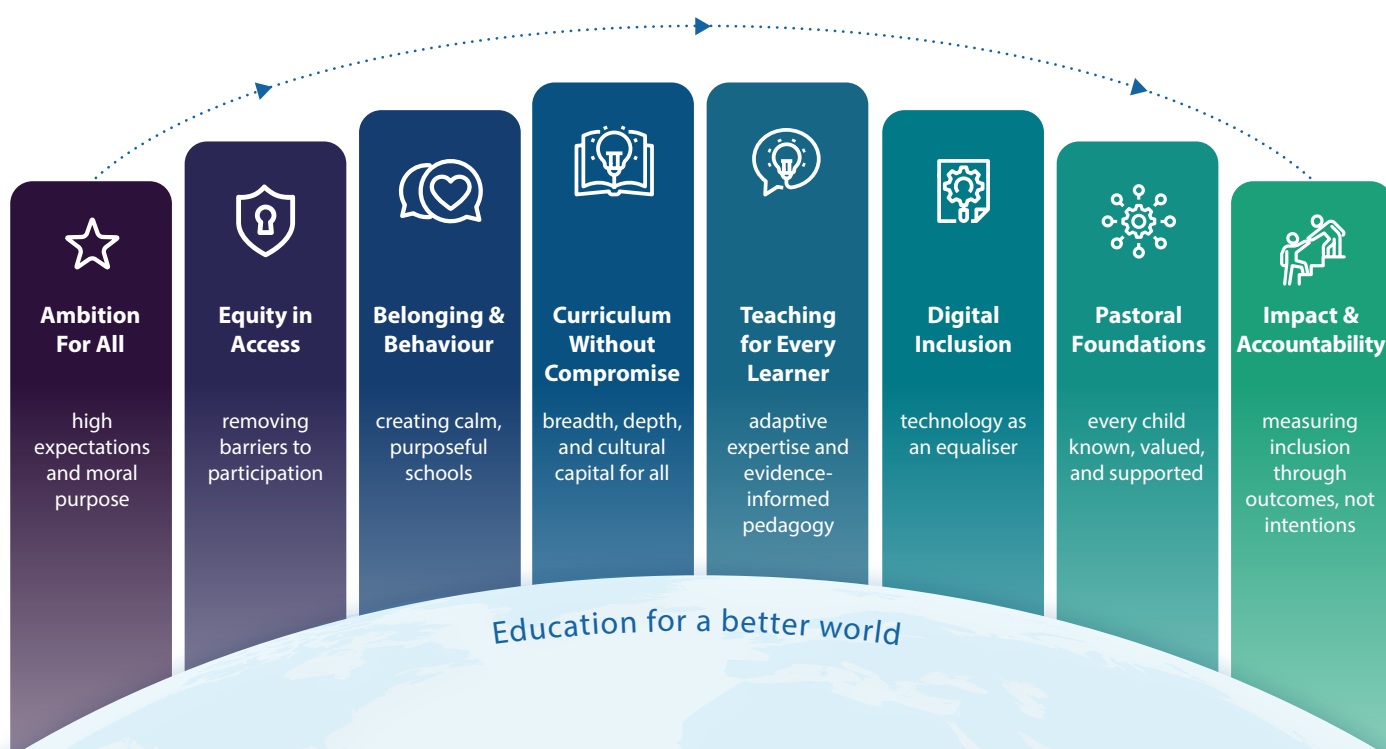 Ambition
For All
high
expectations
and moral
purpose
Equity in
Access
removing
barriers to
participation
Belonging &
Behaviour
creating calm,
purposeful
schools
Curriculum
Without
Compromise
breadth, depth,
and cultural
capital for all
Teaching
for Every
Learner
adaptive
expertise and
evidence-
informed
pedagogy
Digital
Inclusion
technology as
an equaliser
Pastoral
Foundations
every child
known, valued,
and supported
Impact &
Accountability
measuring
inclusion
through
outcomes, not
intentions
Education for a better world